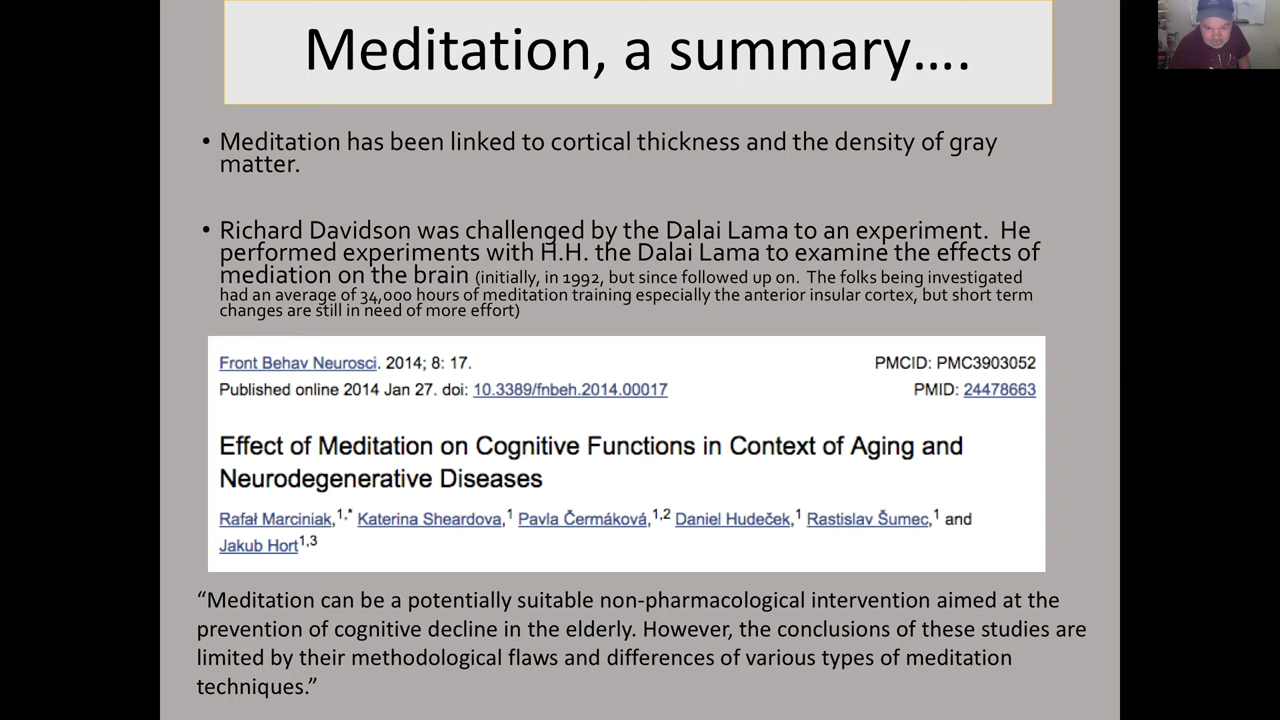 Meditation, a summary….
• Meditation has been linked to cortical thickness and the density of gray
matter.
• Richard Davidson was challenged by the Dalai Lama to an experiment.  He
performed experiments with H.H. the Dalai Lama to examine the effects of
mediation on the brain (initially, in 1992, but since followed up on.  The folks being investigated
had an average of 34,000 hours of meditation training especially the anterior insular cortex, but short term
changes are still in need of more effort)
Front Behav Neurosci. 2014; 8: 17. PMCID: PMC3903052
Published online 2014 Jan 27. doi: 10.3389/fnbeh.2014.00017 PMID: 24478663
Effect of Meditation on Cognitive Functions in Context of Aging and
Neurodegenerative Diseases
Rafał Marciniak,1,* Katerina Sheardova,1 Pavla Čermáková,1,2 Daniel Hudeček,1 Rastislav Šumec,1 and
Jakub Hort1,3
“Meditation can be a potentially suitable non-pharmacological intervention aimed at the
prevention of cognitive decline in the elderly. However, the conclusions of these studies are
limited by their methodological flaws and differences of various types of meditation
techniques.”